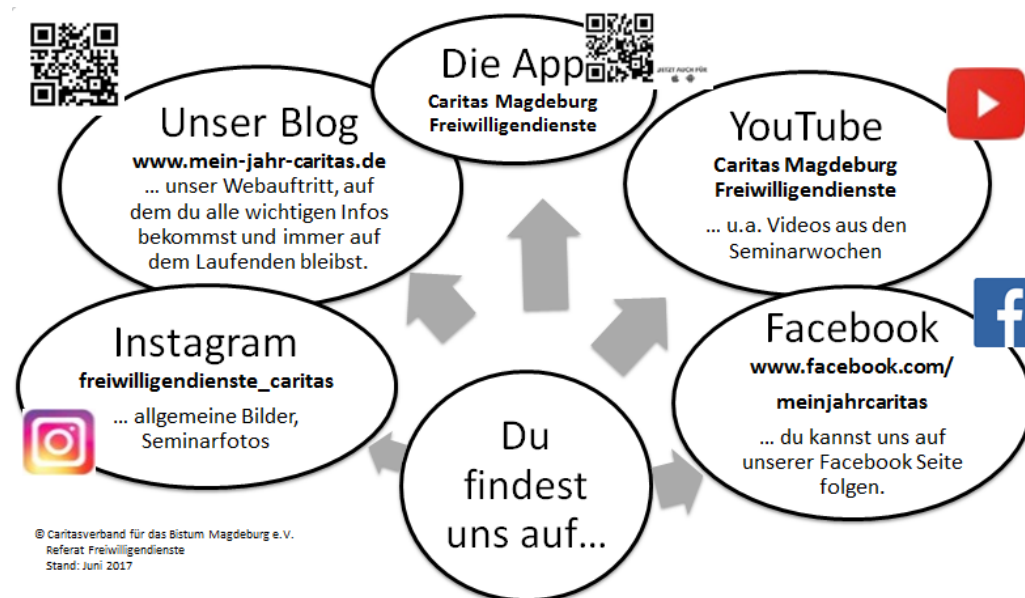 Die App
Caritas Magdeburg
Freiwilligendienste
JETZT AUCH FÜR
Unser Blog
www.mein-jahr-caritas.de
... unser Webauftritt, auf
dem du alle wichtigen Infos
bekommst und immer auf
dem Laufenden bleibst.
YouTube
Caritas Magdeburg
Freiwilligendienste
... u.a. Videos aus den
Seminarwochen
Instagram
freiwilligendienste_caritas
... allgemeine Bilder,
Seminarfotos
Facebook
www.facebook.com/
meinjahrcaritas
... du kannst uns auf
unserer Facebook Seite
folgen.
Du
findest
uns auf...
© Caritasverband für das Bistum Magdeburg e.V.
Referat Freiwilligendienste
Stand: Juni 2017